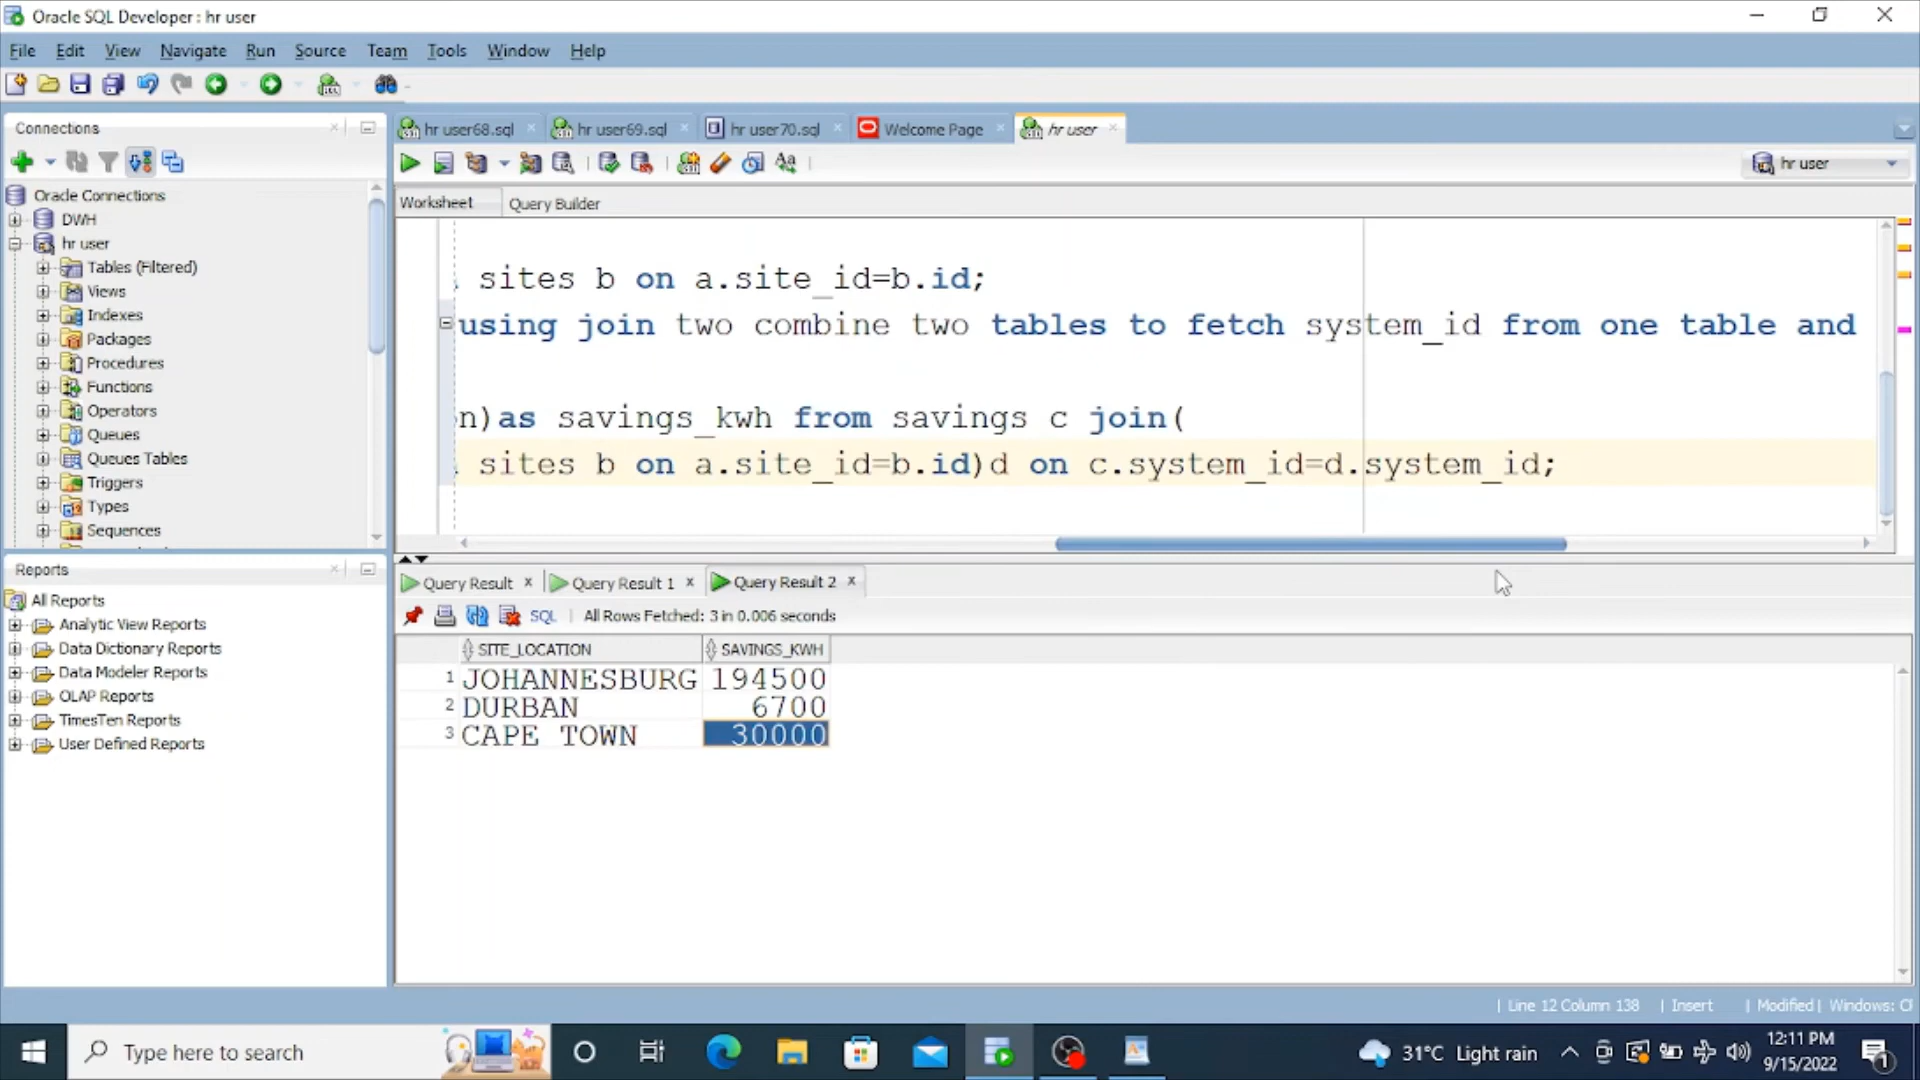 Oracle SQL Developer : hr user
File Edit View Navigate Run Source Team Tools Window Help
Connections
Oracle Connections
DWH
hr user
Tables (Filtered)
Views
Indexes
Packages
Procedures
Functions
Operators
Queues
Queues Tables
Triggers
Types
Sequences
Reports
All Reports
Analytic View Reports
Data Dictionary Reports
Data Modeler Reports
OLAP Reports
TimesTen Reports
User Defined Reports
hr user68.sql hr user69.sql hr user70.sql Welcome Page hr user
hr user
Worksheet Query Builder
sites b on a.site_id=b.id;
using join two combine two tables to fetch system_id from one table and
n)as savings_kwh from savings c join(
sites b on a.site_id=b.id)d on c.system_id=d.system_id;
Query Result Query Result 1 Query Result 2
SQL All Rows Fetched: 3 in 0.006 seconds
SITE_LOCATION SAVINGS_KWH
1 JOHANNESBURG 194500
2 DURBAN 6700
3 CAPE TOWN 30000
Line 12 Column 138 | Insert | Modified | Windows: Cl
Type here to search
31°C Light rain
12:11 PM
9/15/2022
1